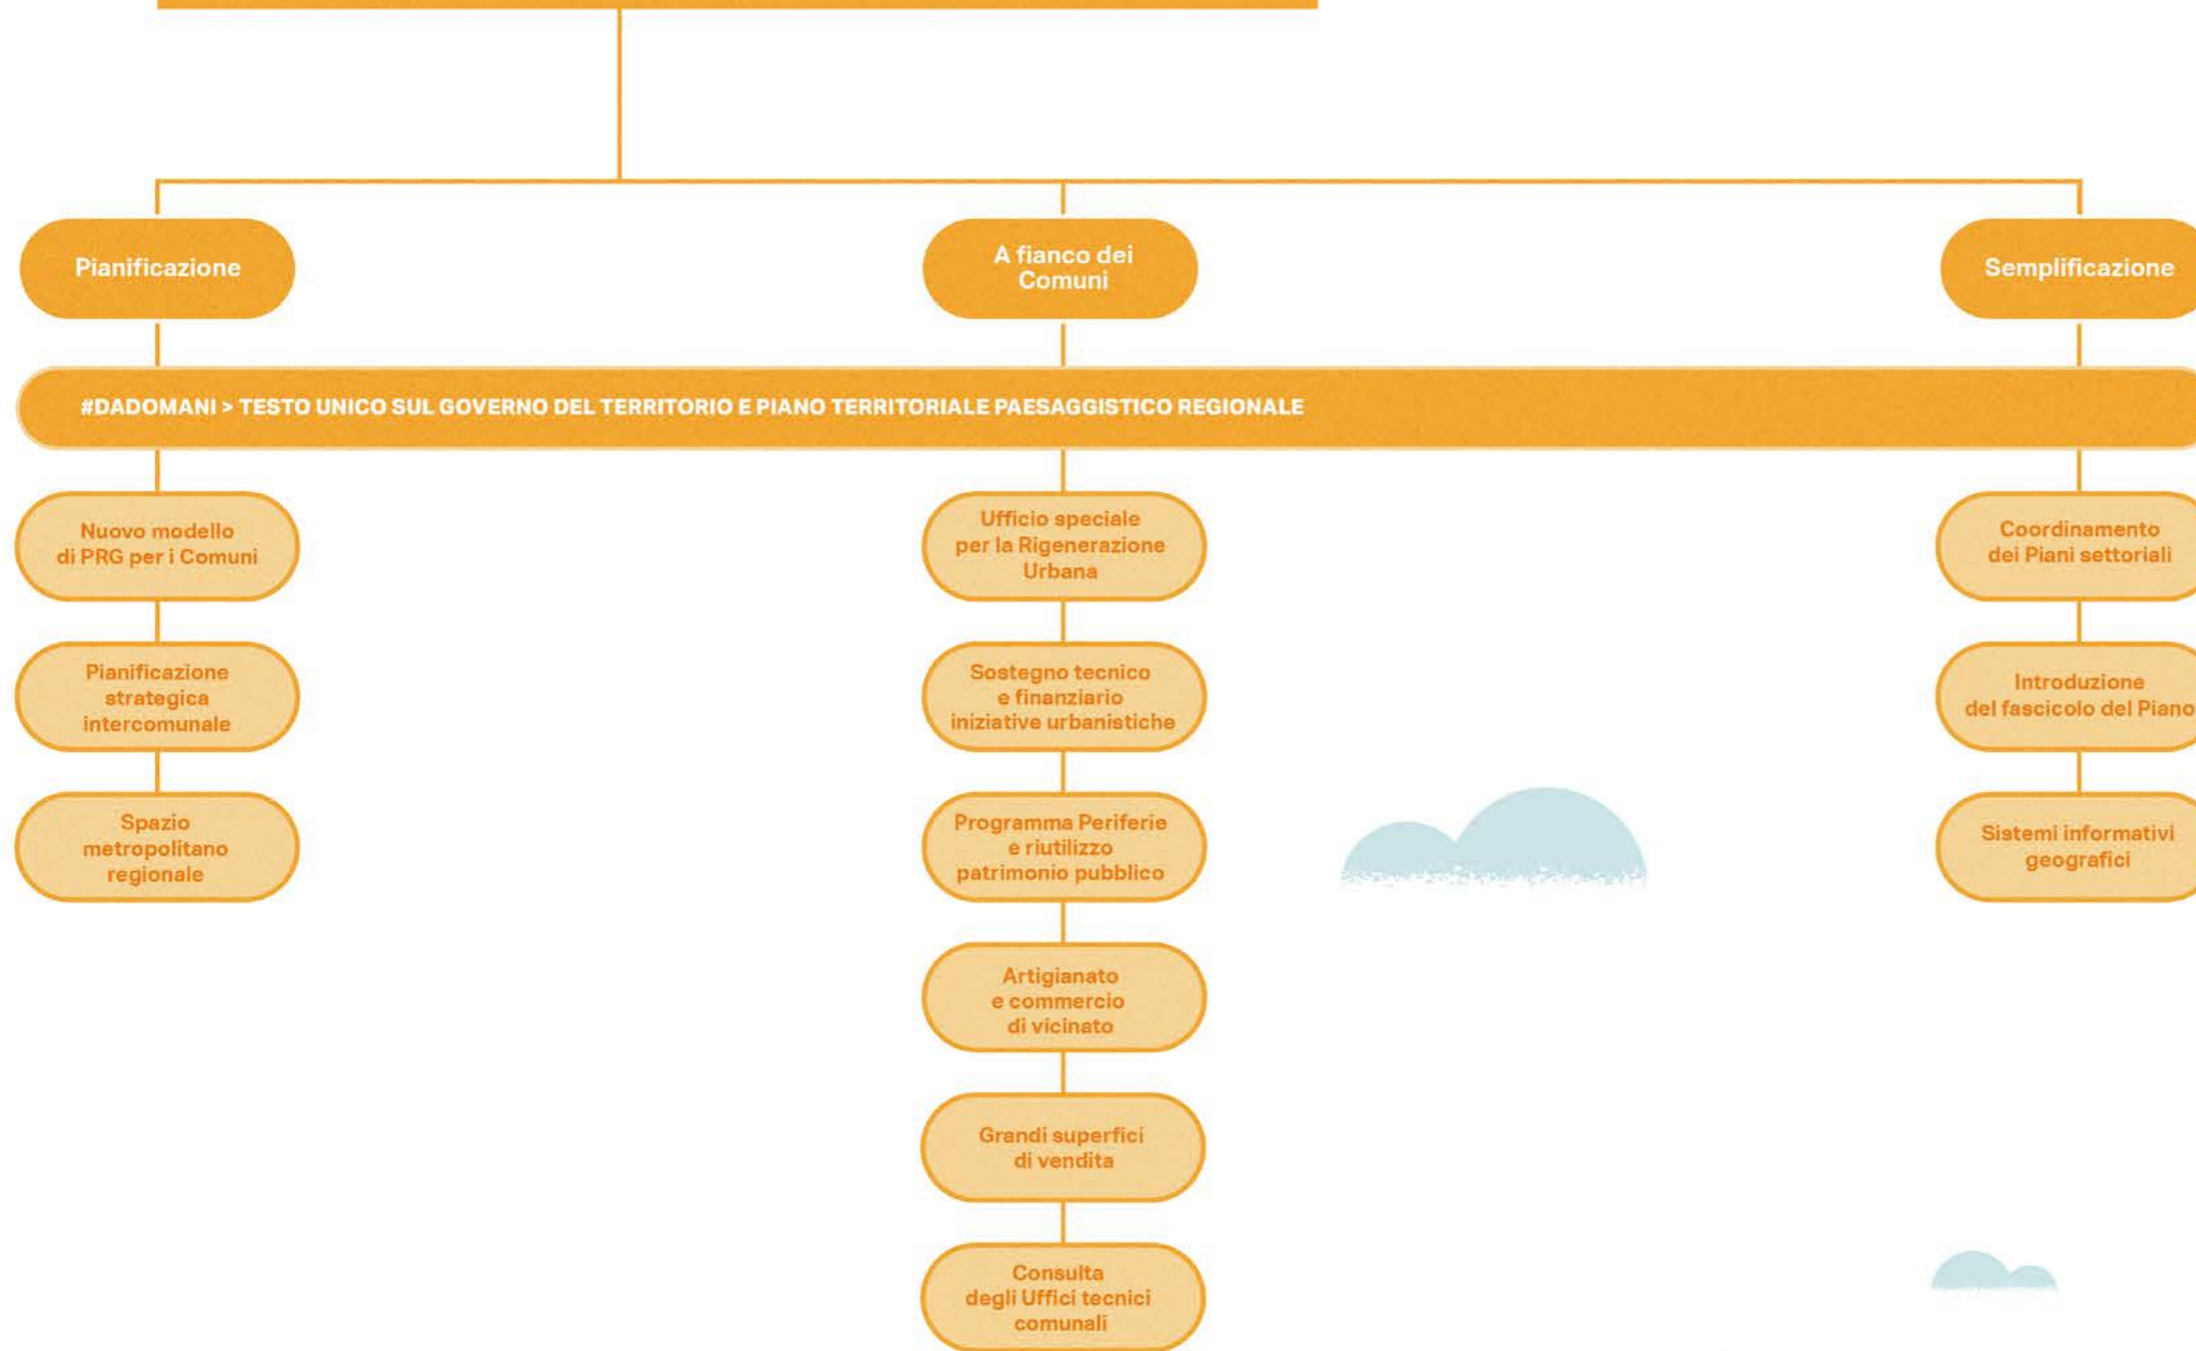 Pianificazione
A fianco dei
Comuni
Semplificazione
#DADOMANI > TESTO UNICO SUL GOVERNO DEL TERRITORIO E PIANO TERRITORIALE PAESAGGISTICO REGIONALE
Nuovo modello
di PRG per i Comuni
Pianificazione
strategica
intercomunale
Spazio
metropolitano
regionale
Ufficio speciale
per la Rigenerazione
Urbana
Sostegno tecnico
e finanziario
iniziative urbanistiche
Programma Periferie
e riutilizzo
patrimonio pubblico
Artigianato
e commercio
di vicinato
Grandi superfici
di vendita
Consulta
degli Uffici tecnici
comunali
Coordinamento
dei Piani settoriali
Introduzione
del fascicolo del Piano
Sistemi informativi
geografici